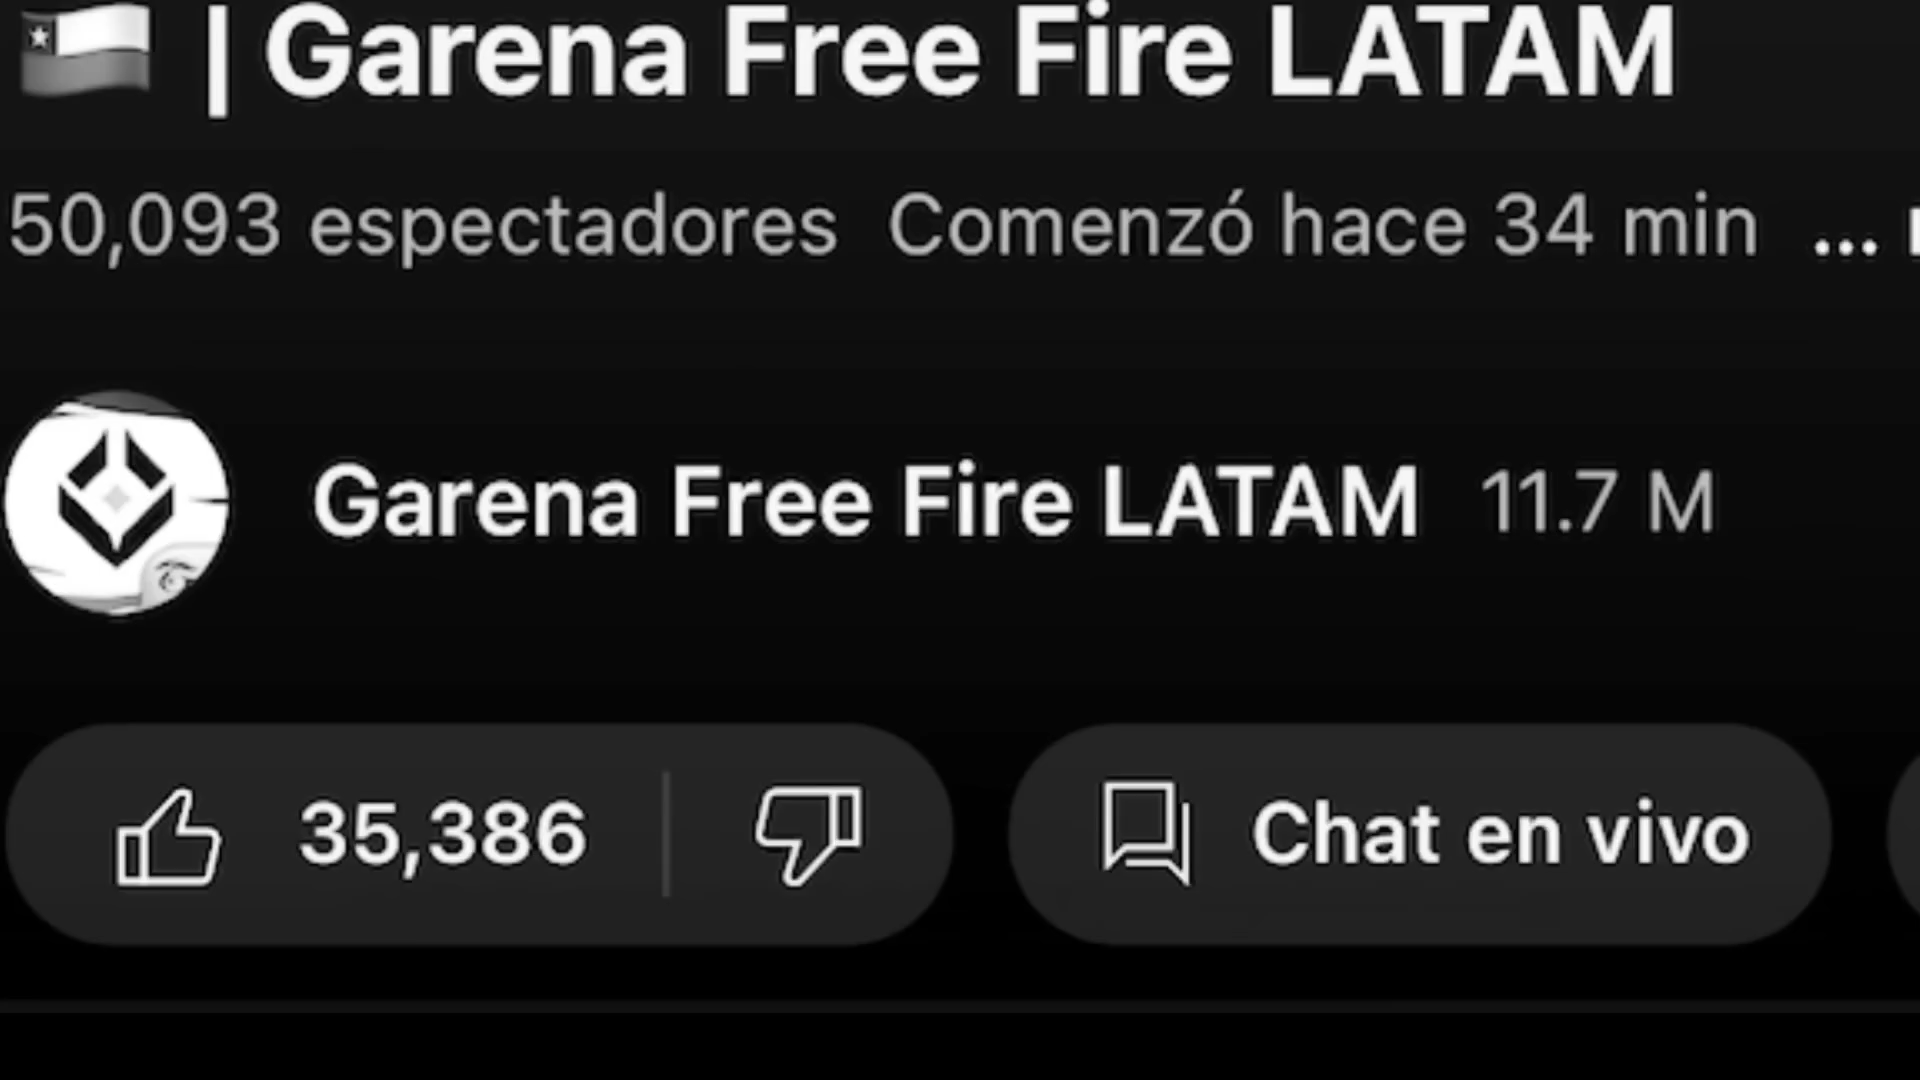 🇨🇱 | Garena Free Fire LATAM
50,093 espectadores Comenzó hace 34 min ...
Garena Free Fire LATAM 11.7 M
35,386
Chat en vivo